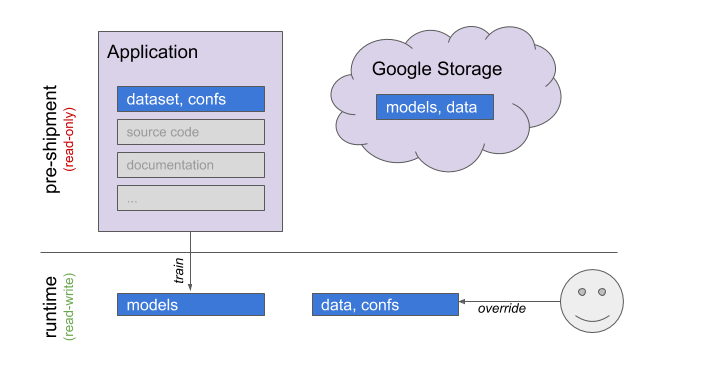 Application
dataset, confs
source code
documentation
...
Google Storage
models, data
pre-shipment
(read-only)
train
runtime
(read-write)
models
data, confs
override